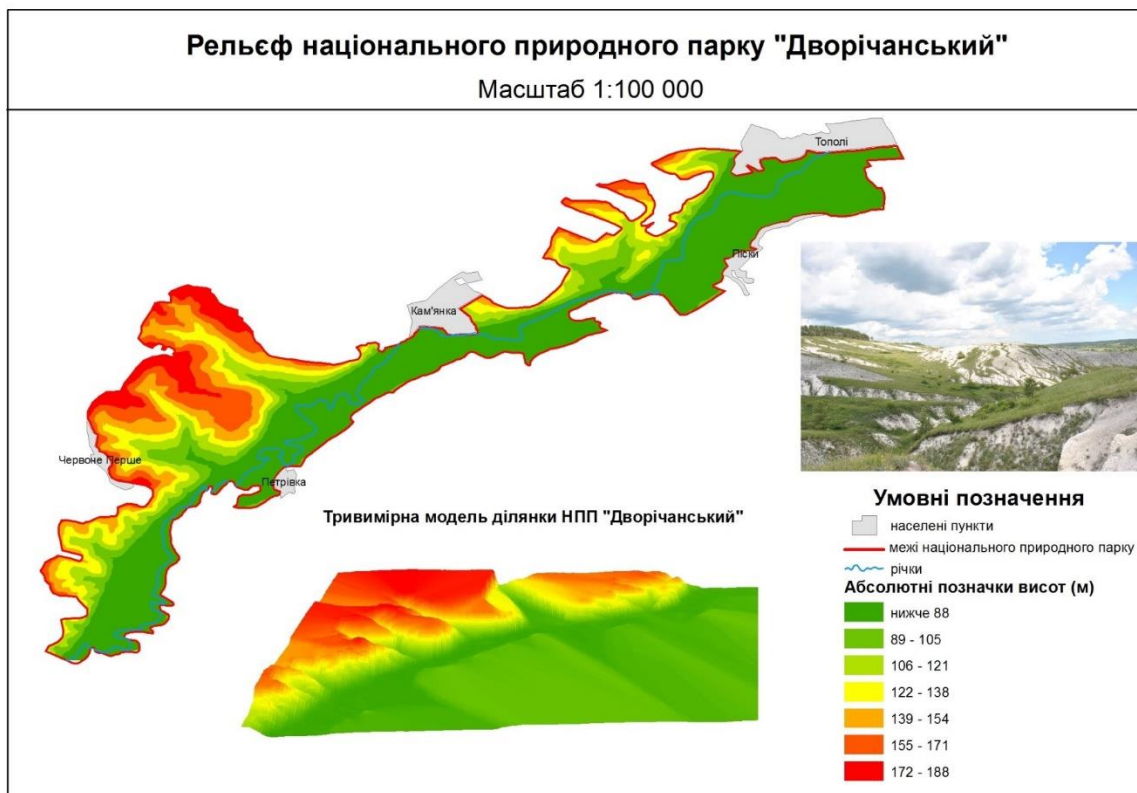 Рельєф національного природного парку "Дворічанський"
Масштаб 1:100 000
Тополі
Піски
Кам'янка
Червоне Перше
Петрівка
Тривимірна модель ділянки НПП "Дворічанський"
Умовні позначення
населені пункти
межі національного природного парку
річки
Абсолютні позначки висот (м)
нижче 88
89 - 105
106 - 121
122 - 138
139 - 154
155 - 171
172 - 188